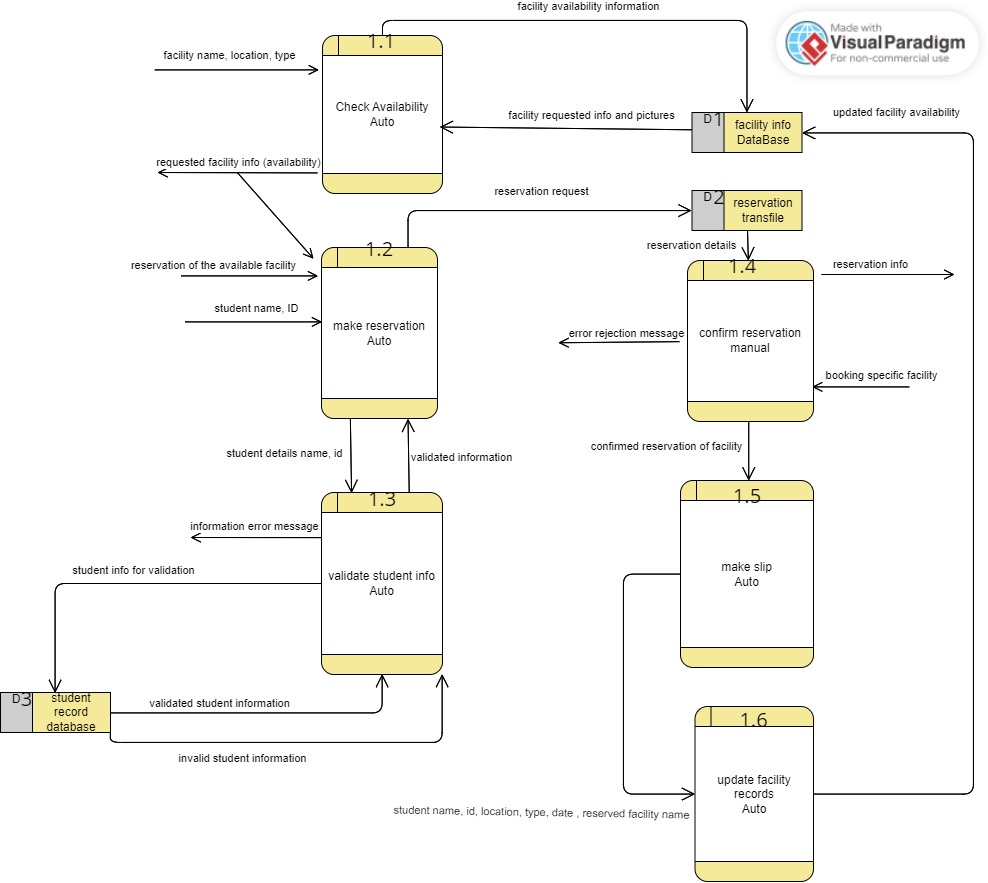 facility availability information
Made with
VisualParadigm
For non-commercial use
1.1
facility name, location, type
Check Availability
Auto
facility requested info and pictures
D1
facility info
DataBase
updated facility availability
requested facility info (availability)
reservation request
D2
reservation
transfile
reservation details
1.2
reservation of the available facility
student name, ID
make reservation
Auto
1.4
reservation info
error rejection message
confirm reservation
manual
booking specific facility
student details name, id
validated information
confirmed reservation of facility
1.3
information error message
validate student info
Auto
student info for validation
1.5
make slip
Auto
D3
student
record
database
validated student information
invalid student information
1.6
update facility
records
Auto
student name, id, location, type, date , reserved facility name